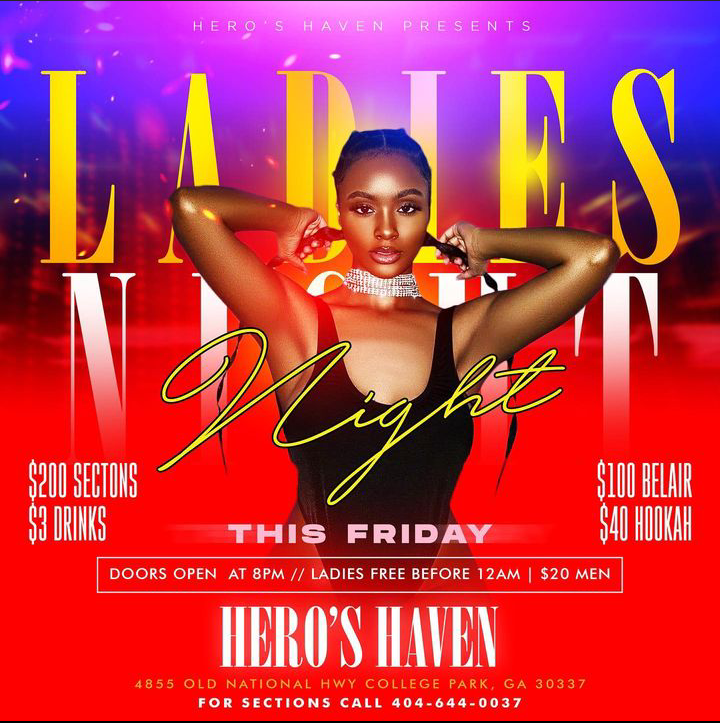 HERO'S HAVEN PRESENTS
LADIES
NIGHT
Night
$200 SECTONS
$3 DRINKS
$100 BELAIR
$40 HOOKAH
THIS FRIDAY
DOORS OPEN AT 8PM // LADIES FREE BEFORE 12AM | $20 MEN
HERO'S HAVEN
4855 OLD NATIONAL HWY COLLEGE PARK, GA 30337
FOR SECTIONS CALL 404-644-0037